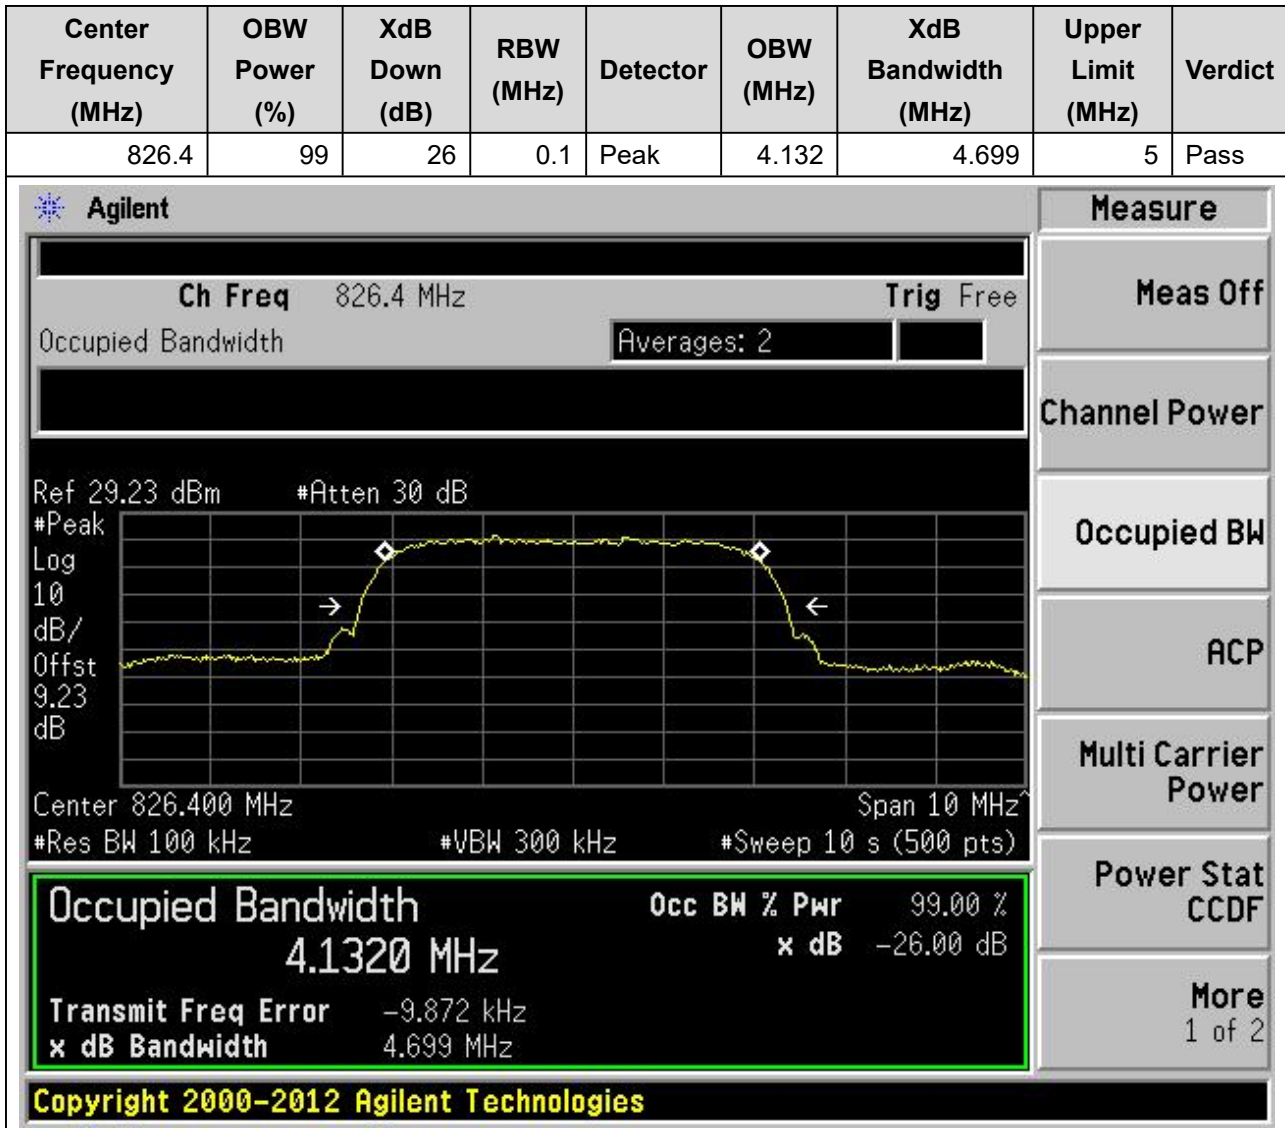 Center Frequency (MHz) OBW Power (%) XdB Down (dB) RBW (MHz) Detector OBW (MHz) XdB Bandwidth (MHz) Upper Limit (MHz) Verdict
826.4 99 26 0.1 Peak 4.132 4.699 5 Pass
Agilent
Measure
Ch Freq 826.4 MHz Trig Free
Occupied Bandwidth Averages: 2
Ref 29.23 dBm #Atten 30 dB
#Peak
Log
10
dB/
Offst
9.23
dB
Center 826.400 MHz Span 10 MHz^
#Res BW 100 kHz #VBW 300 kHz #Sweep 10 s (500 pts)
Occupied Bandwidth Occ BW % Pwr 99.00 %
4.1320 MHz x dB -26.00 dB
Transmit Freq Error -9.872 kHz
x dB Bandwidth 4.699 MHz
Copyright 2000-2012 Agilent Technologies
Meas Off
Channel Power
Occupied BW
ACP
Multi Carrier
Power
Power Stat
CCDF
More
1 of 2